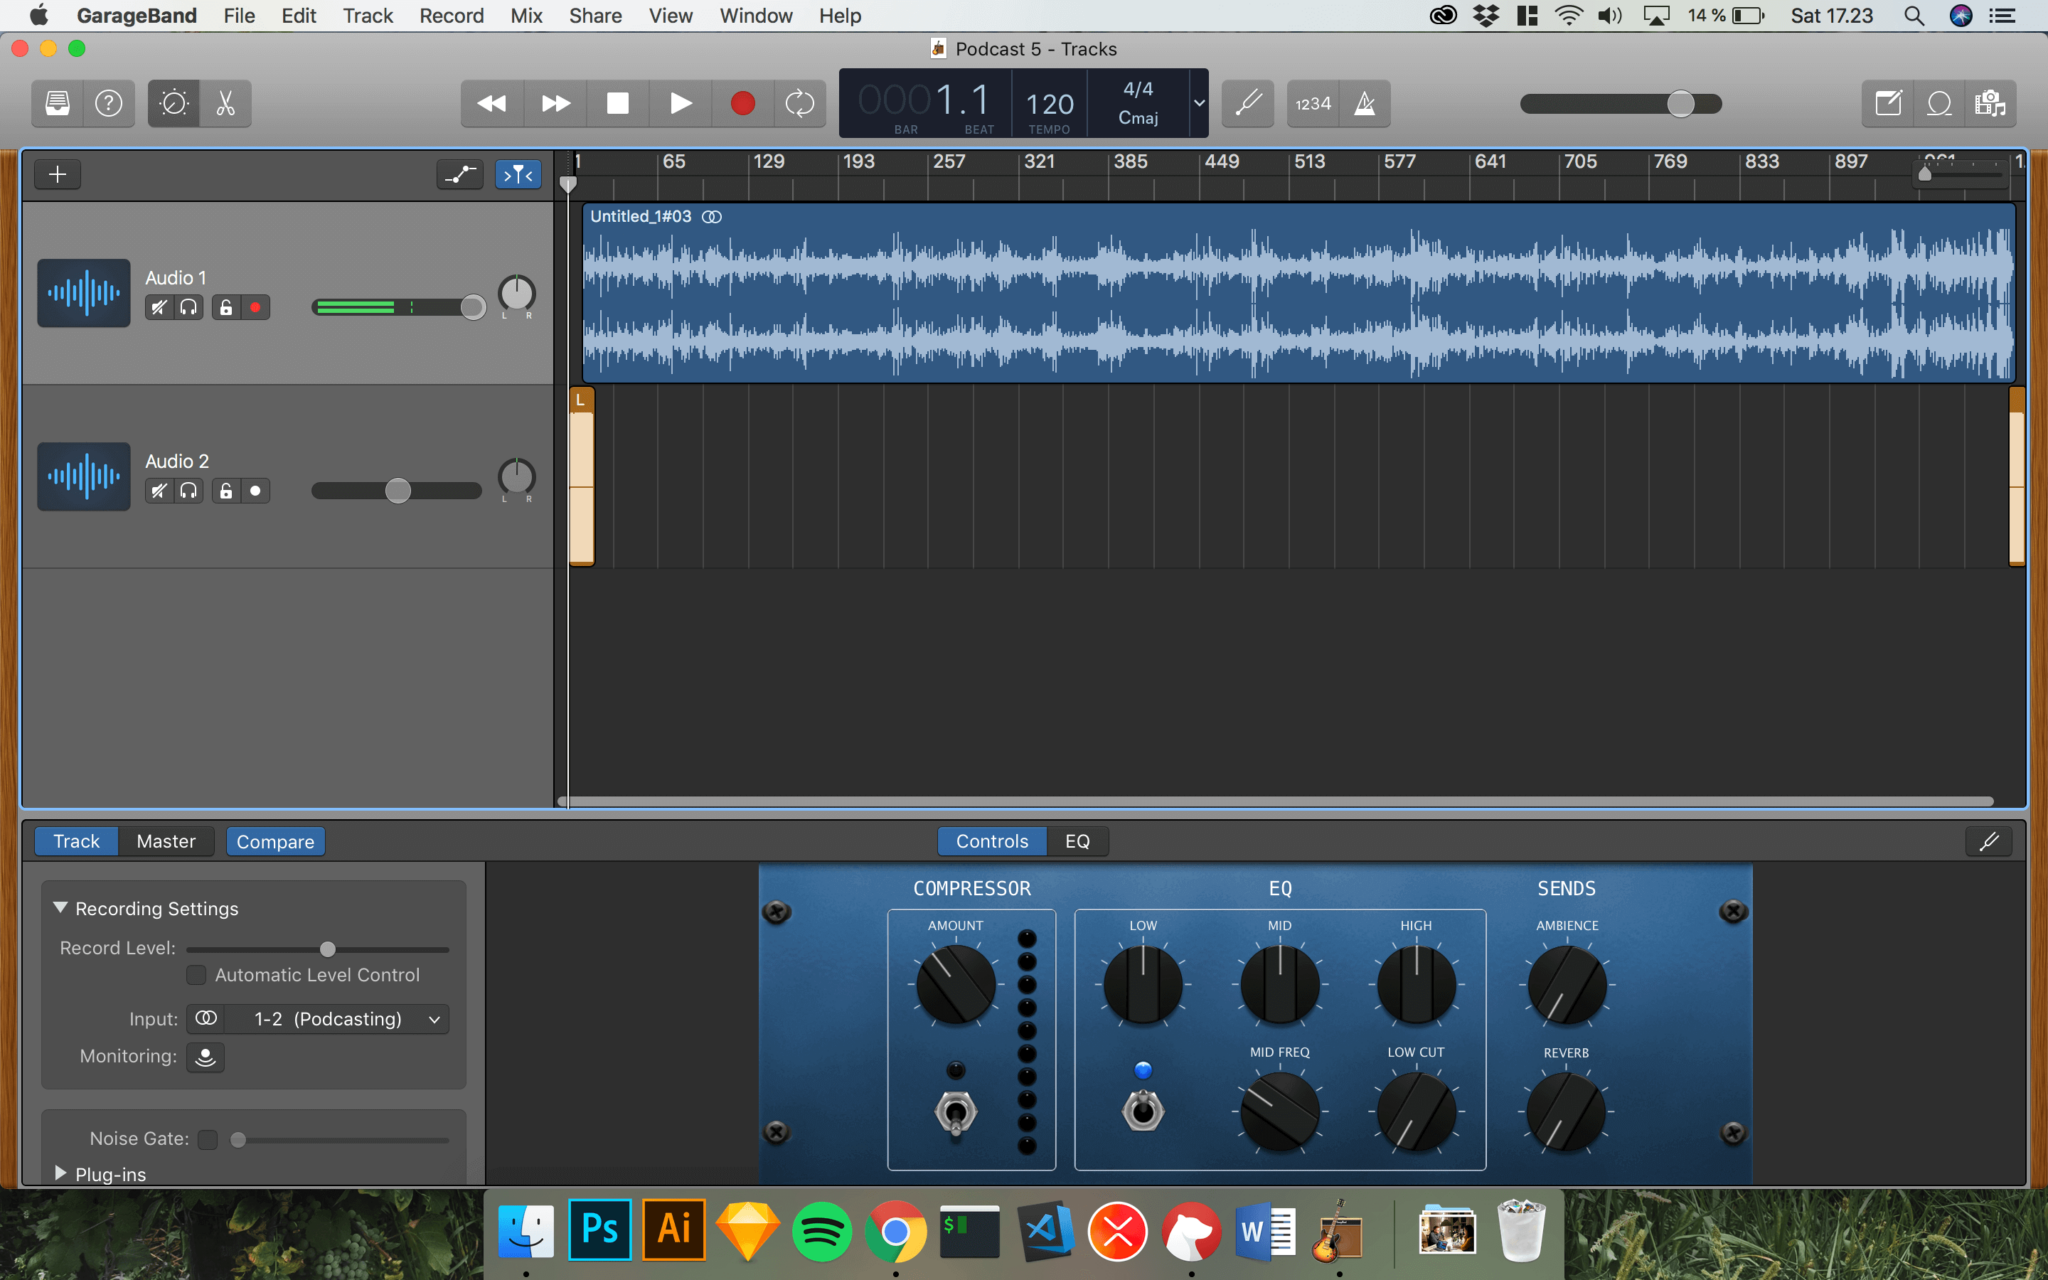 GarageBand File Edit Track Record Mix Share View Window Help 14 % Sat 17.23
Podcast 5 - Tracks
0001.1 120 4/4 1234
Cmaj
BAR BEAT TEMPO
1 65 129 193 257 321 385 449 513 577 641 705 769 833 897
Untitled_1#03
Audio 1
L R
L
Audio 2
L R
Track Master Compare Controls EQ
COMPRESSOR EQ SENDS
Recording Settings
AMOUNT LOW MID HIGH AMBIENCE
Record Level:
Automatic Level Control
Input: 1-2 (Podcasting)
Monitoring:
MID FREQ LOW CUT REVERB
Noise Gate:
Plug-ins
Ps Ai $ W